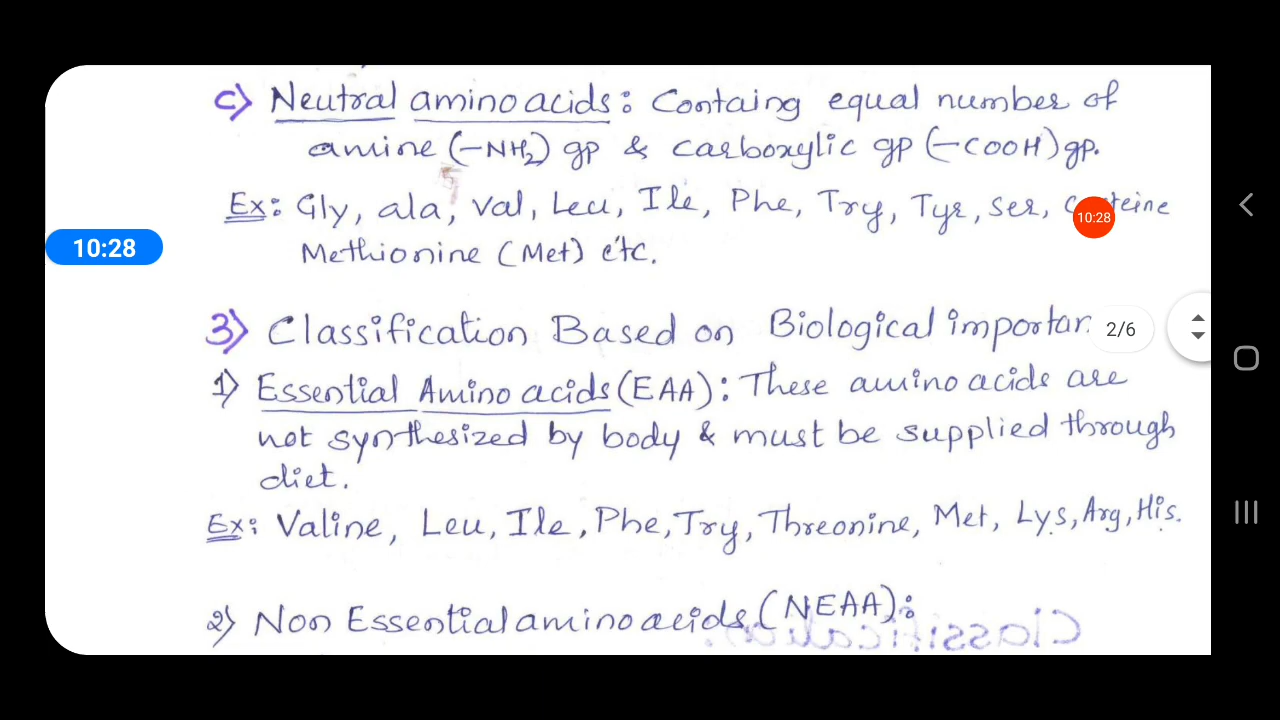 c) Neutral amino acids: Containg equal number of
amine (-NH2) gp & carboxylic gp (-COOH) gp.
Ex: Gly, ala, Val, Leu, Ile, Phe, Try, Tyr, Ser,
10:28
10:28
Methionine (Met) etc.
3) Classification Based on Biological importan
2/6
1) Essential Amino acids (EAA): These amino acids are
not synthesized by body & must be supplied through
diet.
Ex: Valine, Leu, Ile, Phe, Try, Threonine, Met, Lys, Arg, His.
2) Non Essential amino acids (NEAA):
Classification